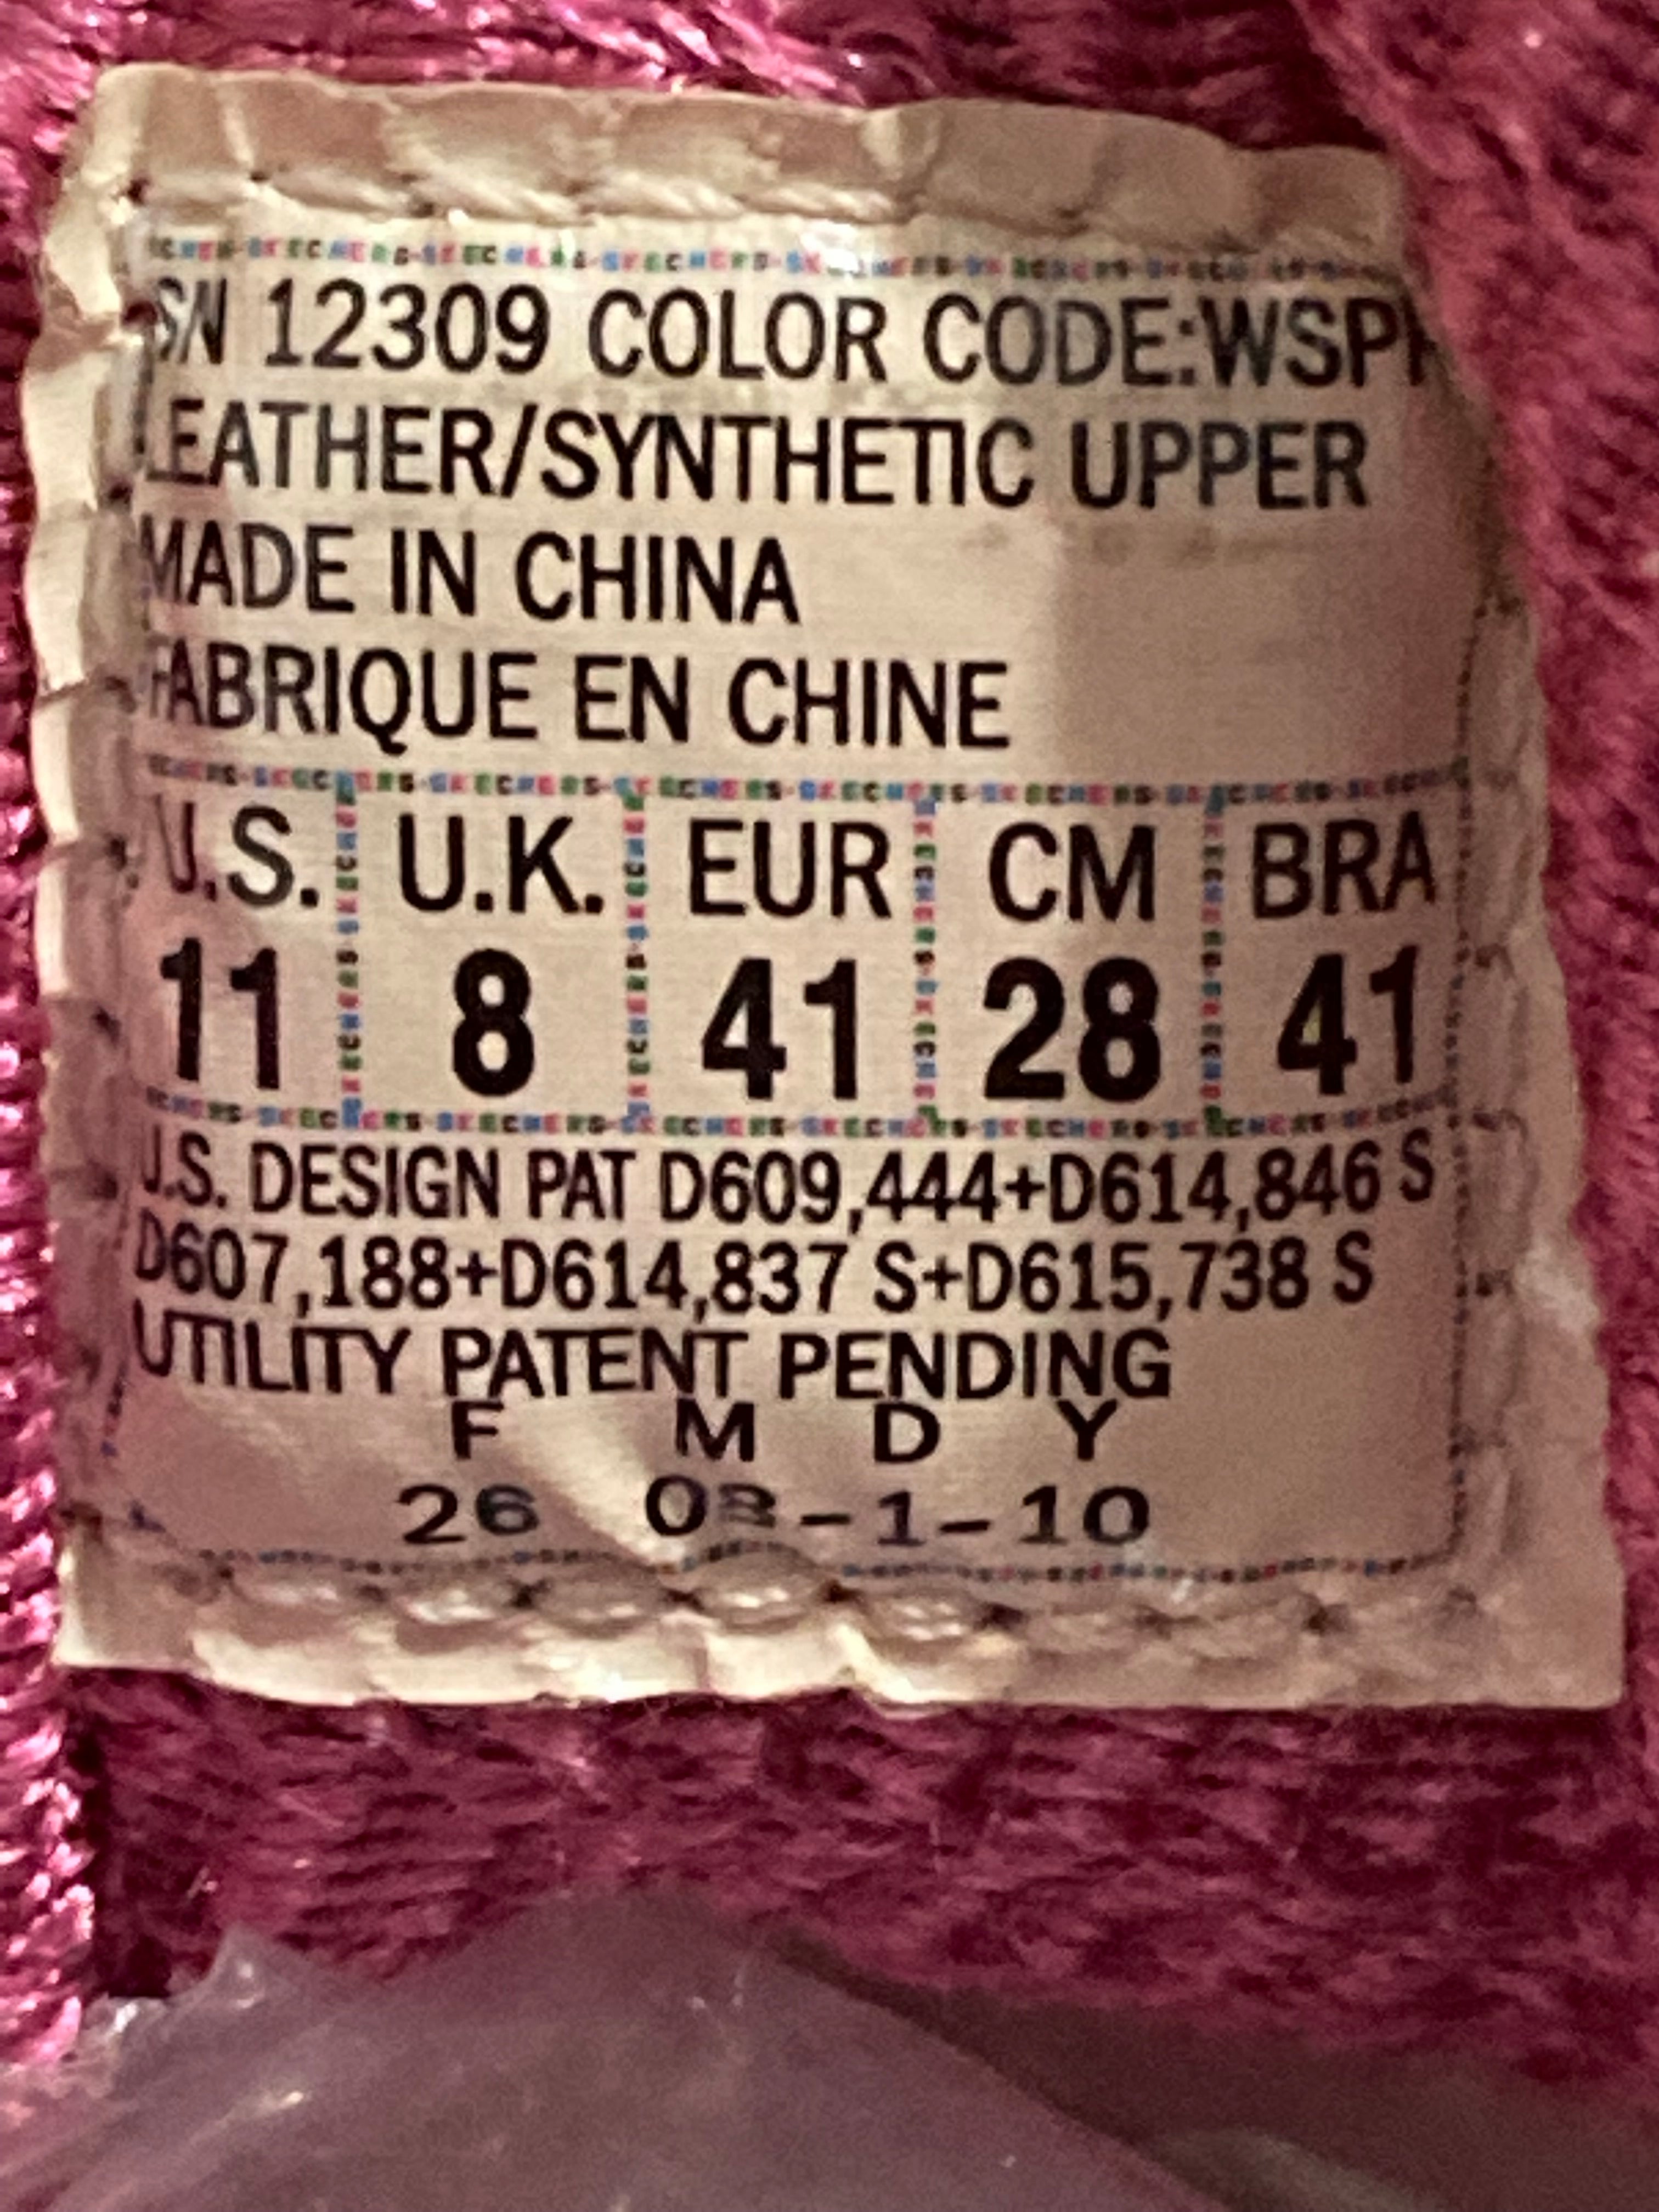 SN 12309 COLOR CODE:WSPK
LEATHER/SYNTHETIC UPPER
MADE IN CHINA
FABRIQUE EN CHINE
U.S. U.K. EUR CM BRA
11 8 41 28 41
U.S. DESIGN PAT D609,444+D614,846 S
D607,188+D614,837 S+D615,738 S
UTILITY PATENT PENDING
F M D Y
26 03-1-10